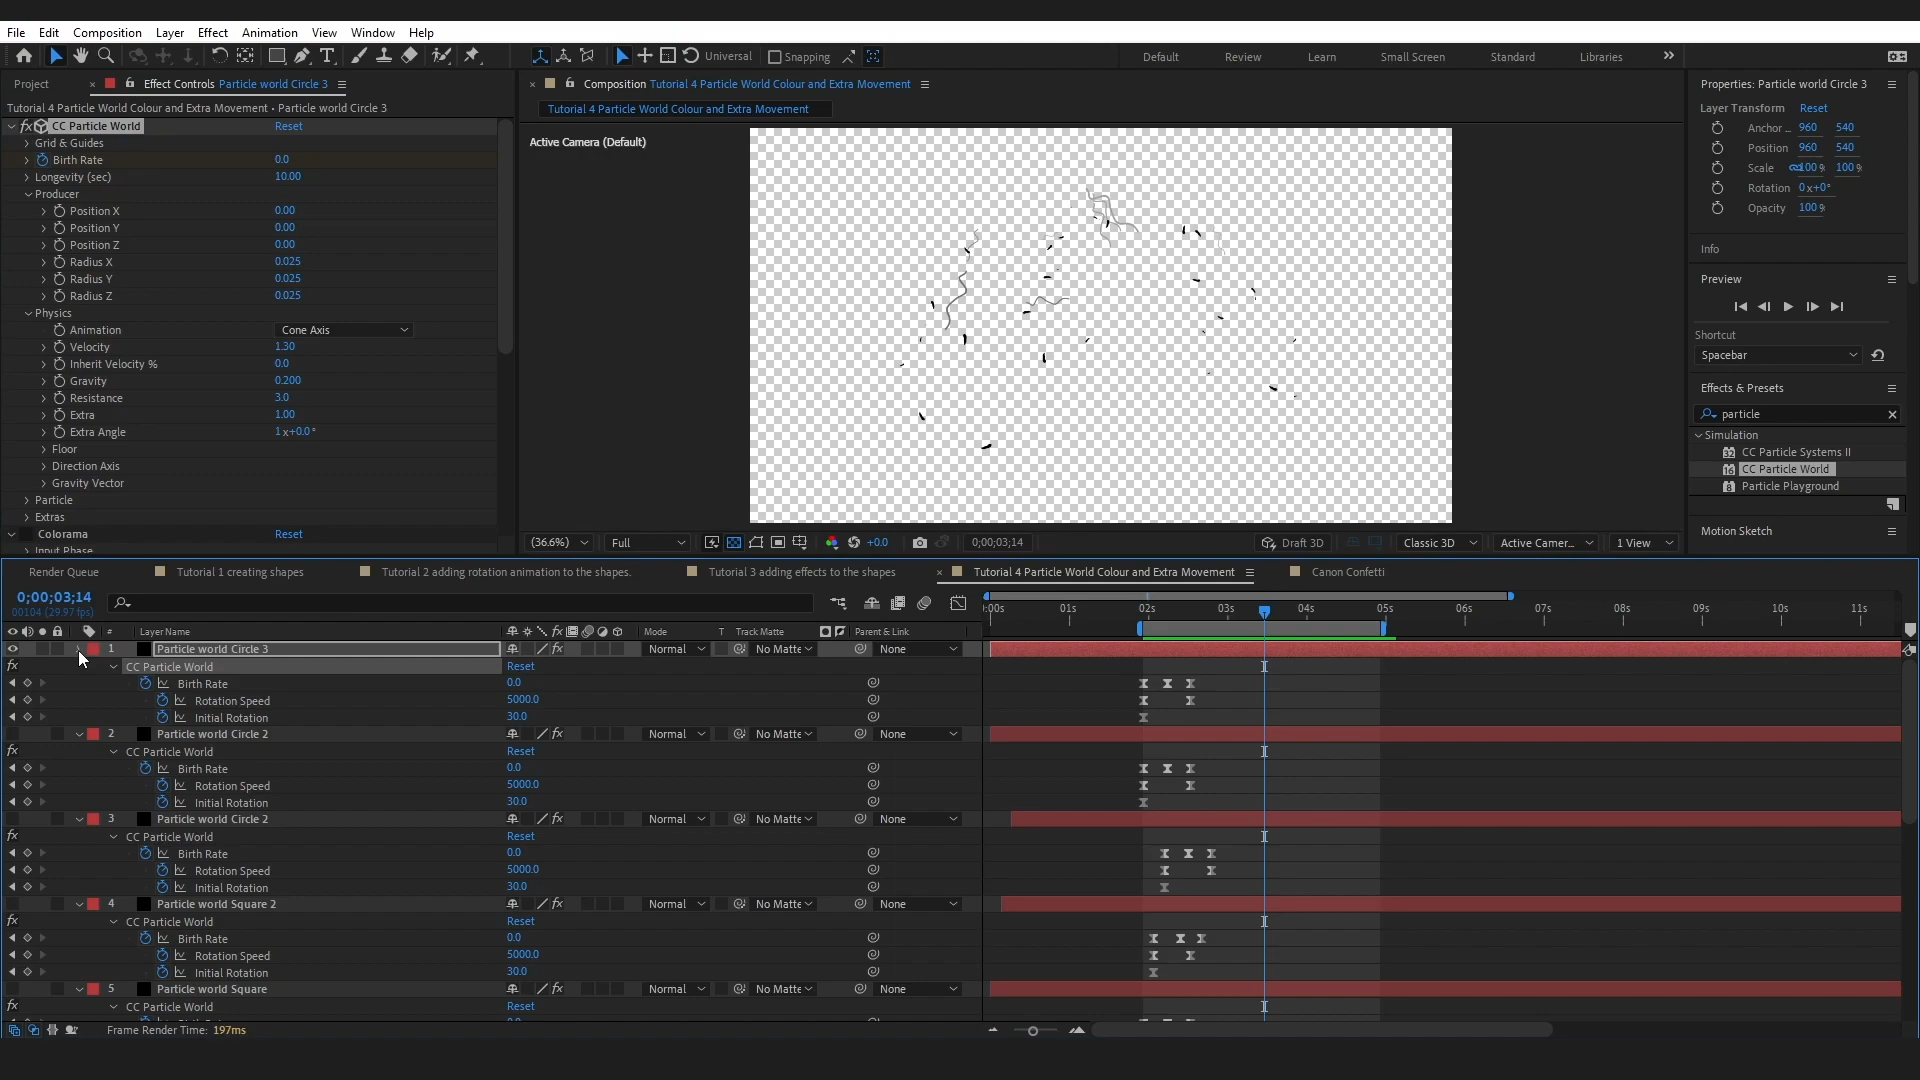 File Edit Composition Layer Effect Animation View Window Help
Universal Snapping Default Review Learn Small Screen Standard Libraries
Project Effect Controls Particle world Circle 3
Tutorial 4 Particle World Colour and Extra Movement • Particle world Circle 3
CC Particle World Reset
Grid & Guides
Birth Rate 0.0
Longevity (sec) 10.00
Producer
Position X 0.00
Position Y 0.00
Position Z 0.00
Radius X 0.025
Radius Y 0.025
Radius Z 0.025
Physics
Animation Cone Axis
Velocity 1.30
Inherit Velocity % 0.0
Gravity 0.200
Resistance 3.0
Extra 1.00
Extra Angle 1x+0.0°
Floor
Direction Axis
Gravity Vector
Particle
Extras
Colorama Reset
Input Phase
Composition Tutorial 4 Particle World Colour and Extra Movement
Tutorial 4 Particle World Colour and Extra Movement
Active Camera (Default)
(36.6%) Full +0.0 0;00;03;14 Draft 3D Classic 3D Active Camer... 1 View
Properties: Particle world Circle 3
Layer Transform Reset
Anchor ... 960 540
Position 960 540
Scale 100% 100%
Rotation 0x+0°
Opacity 100%
Info
Preview
Shortcut
Spacebar
Effects & Presets
particle
Simulation
CC Particle Systems II
CC Particle World
Particle Playground
Motion Sketch
Render Queue Tutorial 1 creating shapes Tutorial 2 adding rotation animation to the shapes. Tutorial 3 adding effects to the shapes Tutorial 4 Particle World Colour and Extra Movement Canon Confetti
0;00;03;14
00104 (29.97 fps)
:00s 01s 02s 03s 04s 05s 06s 07s 08s 09s 10s 11s
# Layer Name Mode T Track Matte Parent & Link
1 Particle world Circle 3 Normal No Matte None
CC Particle World Reset
Birth Rate 0.0
Rotation Speed 5000.0
Initial Rotation 30.0
2 Particle world Circle 2 Normal No Matte None
CC Particle World Reset
Birth Rate 0.0
Rotation Speed 5000.0
Initial Rotation 30.0
3 Particle world Circle 2 Normal No Matte None
CC Particle World Reset
Birth Rate 0.0
Rotation Speed 5000.0
Initial Rotation 30.0
4 Particle world Square 2 Normal No Matte None
CC Particle World Reset
Birth Rate 0.0
Rotation Speed 5000.0
Initial Rotation 30.0
5 Particle world Square Normal No Matte None
CC Particle World Reset
Frame Render Time: 197ms